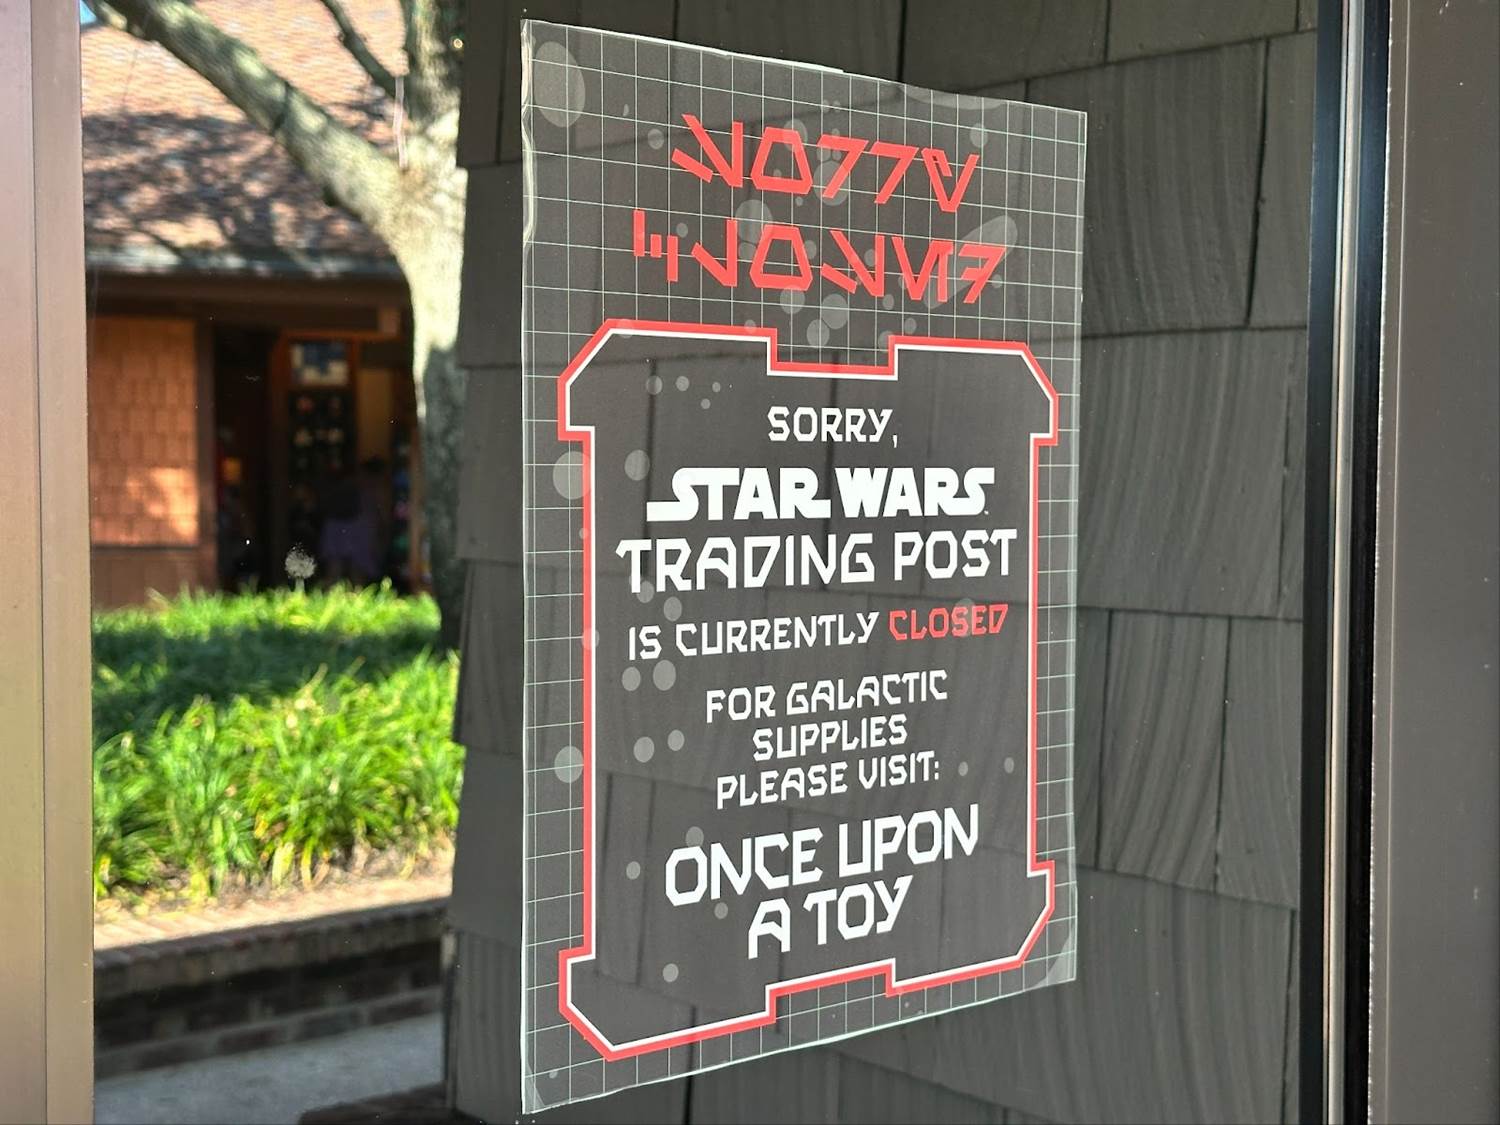 SORRY,
STAR WARS
TRADING POST
IS CURRENTLY CLOSED
FOR GALACTIC
SUPPLIES
PLEASE VISIT:
ONCE UPON
A TOY